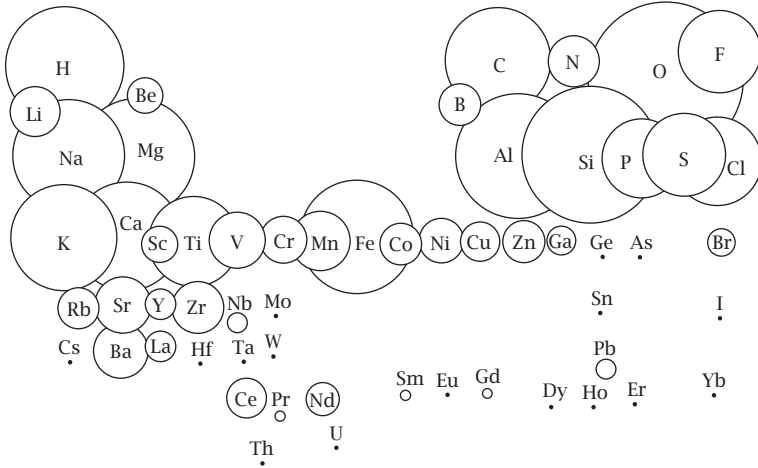 H C N O F
Li Be B
Na Mg Al Si P S Cl
K Ca Sc Ti V Cr Mn Fe Co Ni Cu Zn Ga Ge As Br
Rb Sr Y Zr Nb Mo Sn I
Cs Ba La Hf Ta W Pb
Ce Pr Nd Sm Eu Gd Dy Ho Er Yb
Th U